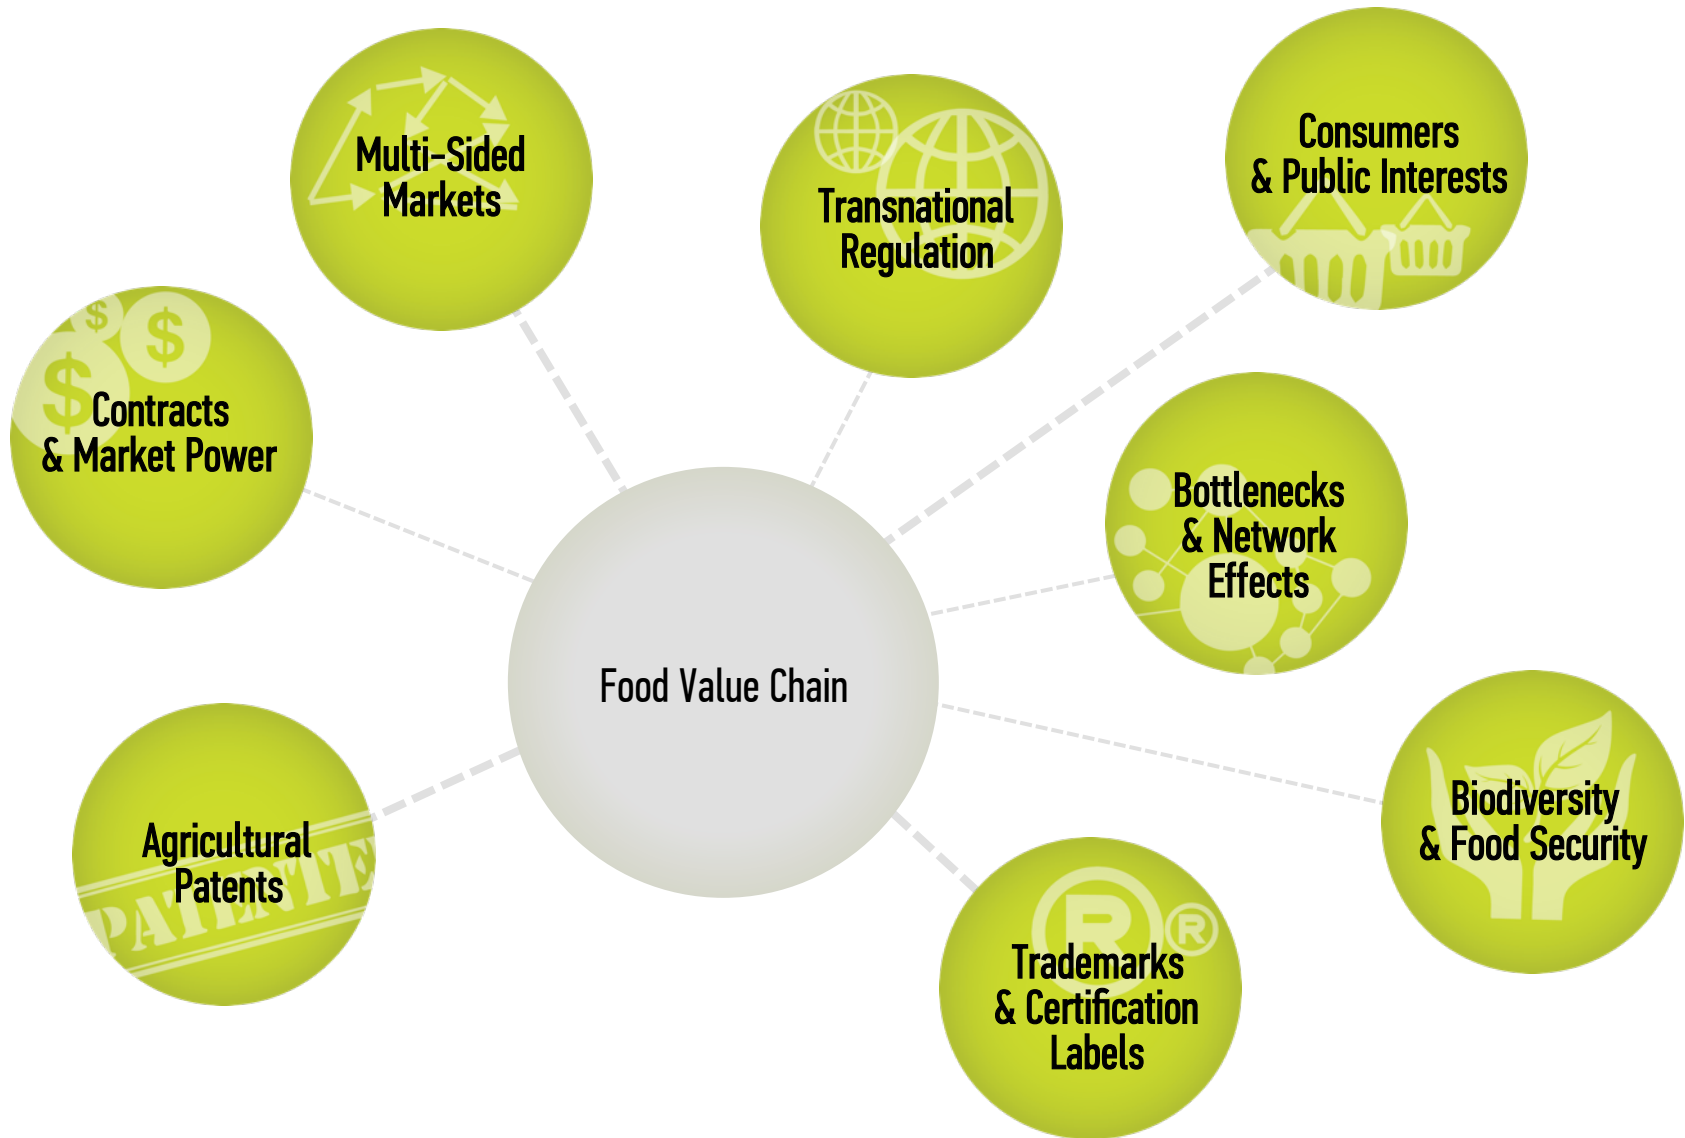 Multi-Sided
Markets
Transnational
Regulation
Consumers
& Public Interests
$
$
$
Contracts
& Market Power
Bottlenecks
& Network
Effects
Food Value Chain
Agricultural
Patents
PATENTE
Biodiversity
& Food Security
R
R
Trademarks
& Certification
Labels